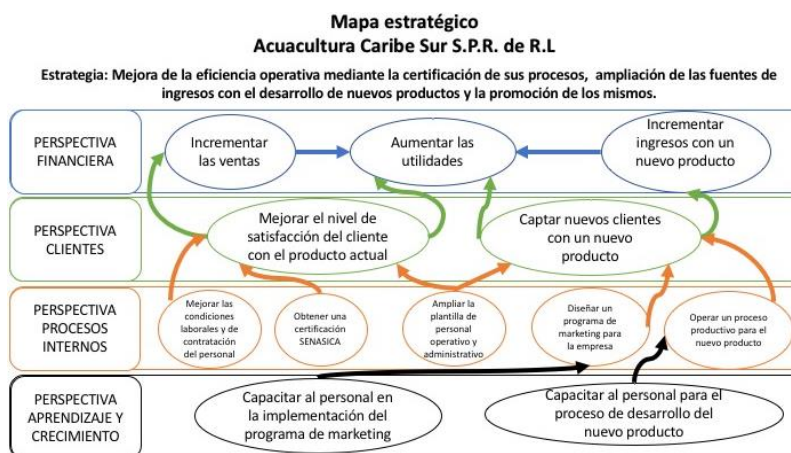 Mapa estratégico
Acuacultura Caribe Sur S.P.R. de R.L
Estrategia: Mejora de la eficiencia operativa mediante la certificación de sus procesos, ampliación de las fuentes de
ingresos con el desarrollo de nuevos productos y la promoción de los mismos.
PERSPECTIVA
FINANCIERA
Incrementar
las ventas
Aumentar las
utilidades
Incrementar
ingresos con un
nuevo producto
PERSPECTIVA
CLIENTES
Mejorar el nivel de
satisfacción del cliente
con el producto actual
Captar nuevos clientes
con un nuevo
producto
PERSPECTIVA
PROCESOS
INTERNOS
Mejorar las
condiciones
laborales y de
contratación del
personal
Obtener una
certificación
SENASICA
Ampliar la
plantilla de
personal
operativo y
administrativo
Diseñar un
programa de
marketing para
la empresa
Operar un proceso
productivo para el
nuevo producto
PERSPECTIVA
APRENDIZAJE Y
CRECIMIENTO
Capacitar al personal en
la implementación del
programa de marketing
Capacitar al personal para el
proceso de desarrollo del
nuevo producto